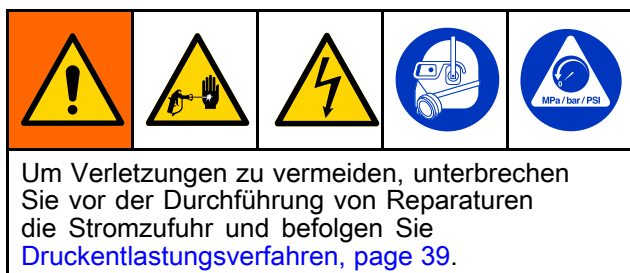 MPa/bar/PSI
Um Verletzungen zu vermeiden, unterbrechen
Sie vor der Durchführung von Reparaturen
die Stromzufuhr und befolgen Sie
Druckentlastungsverfahren, page 39.